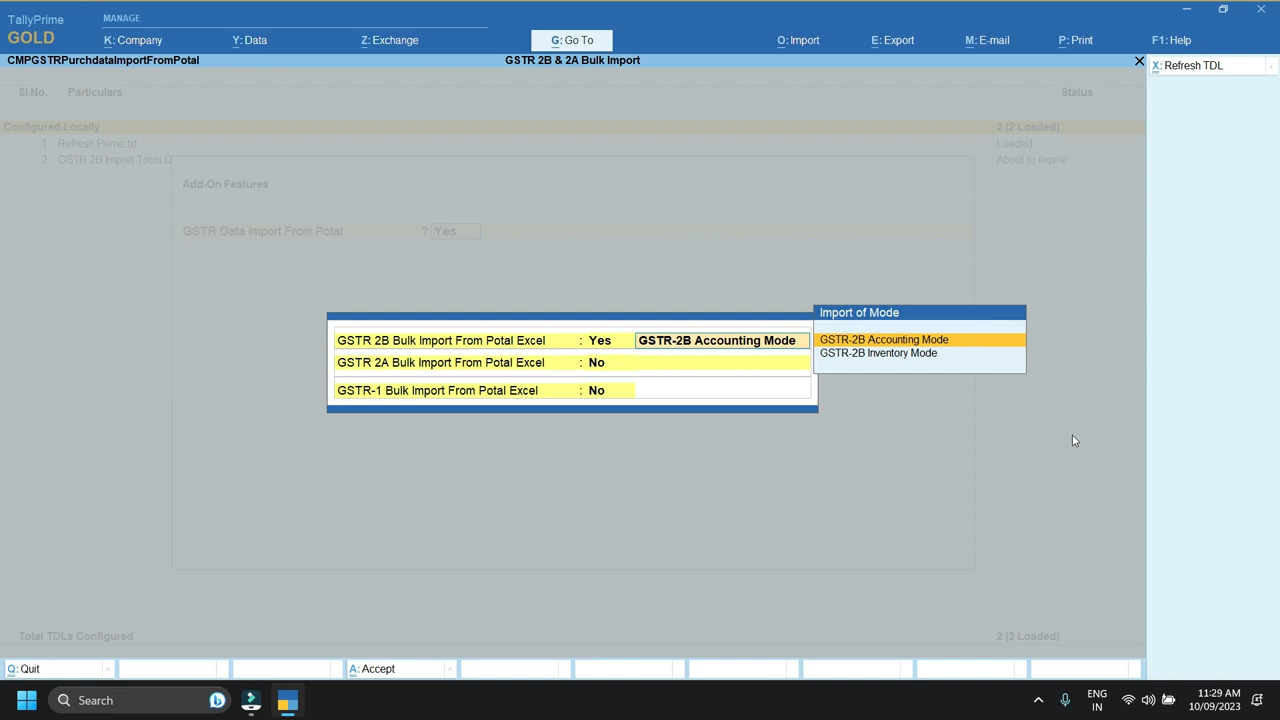 TallyPrime
MANAGE
GOLD
K: Company
Y: Data
Z: Exchange
G: Go To
O: Import
E: Export
M: E-mail
P: Print
F1: Help
CMPGSTRPurchdataImportFromPotal
GSTR 2B & 2A Bulk Import
X: Refresh TDL
Sl.No. Particulars Status
Configured Locally 2 (2 Loaded)
1 Refresh Prime.txt Loaded
2 GSTR 2B Import Tools D About to expire
Add-On Features
GSTR Data Import From Potal ? Yes
Import of Mode
GSTR 2B Bulk Import From Potal Excel : Yes GSTR-2B Accounting Mode
GSTR-2B Accounting Mode
GSTR-2B Inventory Mode
GSTR 2A Bulk Import From Potal Excel : No
GSTR-1 Bulk Import From Potal Excel : No
Total TDLs Configured 2 (2 Loaded)
Q: Quit
A: Accept
Search
ENG
IN
11:29 AM
10/09/2023